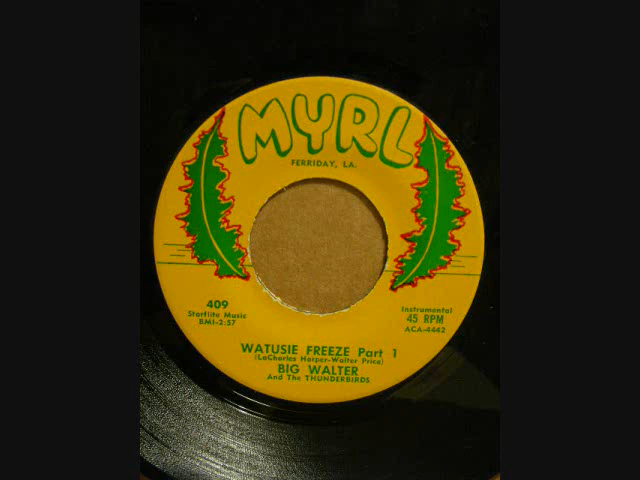 MYRL
FERRIDAY, LA.
409
Starflite Music
BMI-2:57
Instrumental
45 RPM
ACA-4442
WATUSIE FREEZE Part 1
(LaCharles Harper-Walter Price)
BIG WALTER
And The THUNDERBIRDS